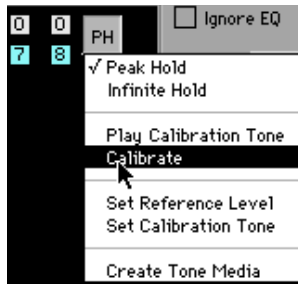 0 0 PH Ignore EQ
7 8
√ Peak Hold
Infinite Hold
Play Calibration Tone
Calibrate
Set Reference Level
Set Calibration Tone
Create Tone Media